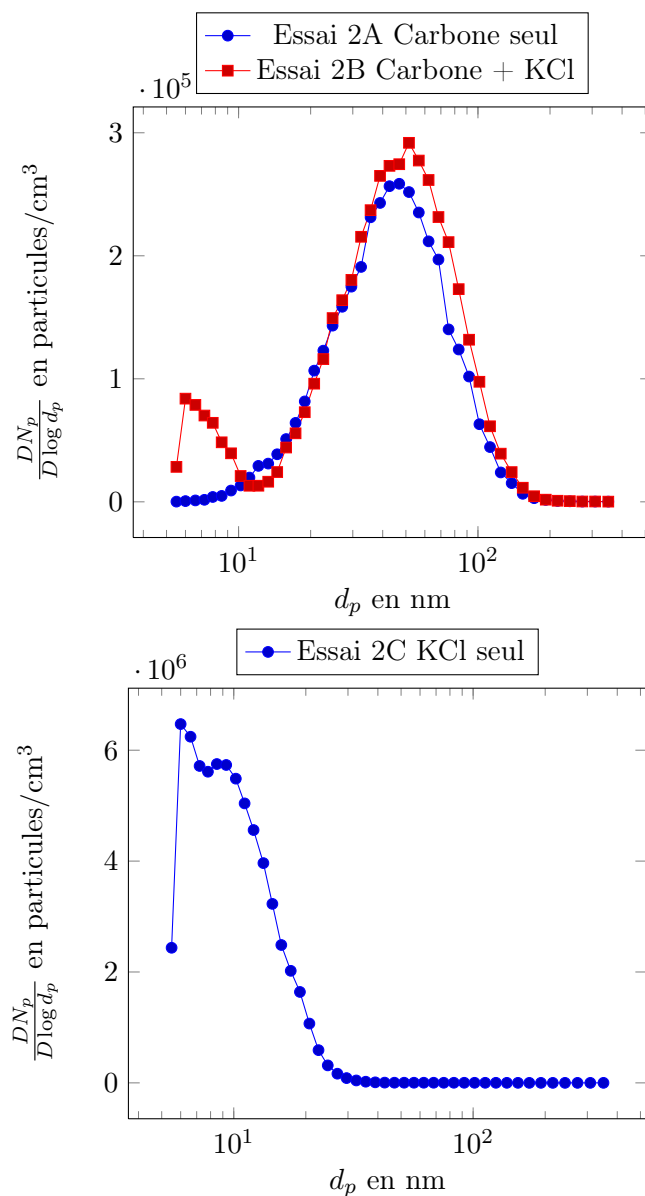 Essai 2A Carbone seul
Essai 2B Carbone + KCl
·10^5
3
2
1
0
DN_p / D log d_p en particules/cm^3
10^1 10^2
d_p en nm
Essai 2C KCl seul
·10^6
6
4
2
0
DN_p / D log d_p en particules/cm^3
10^1 10^2
d_p en nm